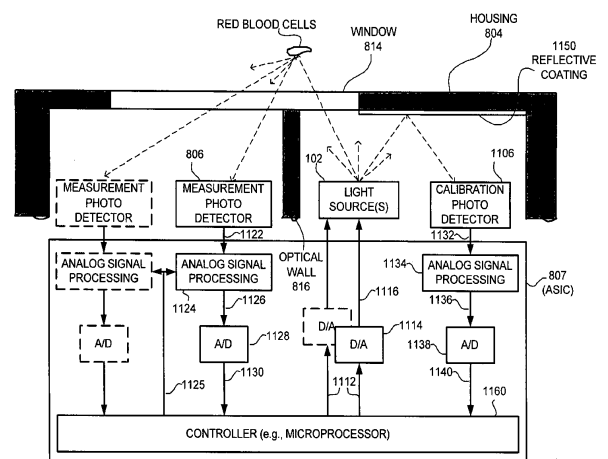 RED BLOOD CELLS
WINDOW
814
HOUSING
804
1150
REFLECTIVE
COATING
806
102
1106
MEASUREMENT
PHOTO
DETECTOR
MEASUREMENT
PHOTO
DETECTOR
LIGHT
SOURCE(S)
CALIBRATION
PHOTO
DETECTOR
1122
1132
OPTICAL
WALL
816
ANALOG SIGNAL
PROCESSING
ANALOG SIGNAL
PROCESSING
1134
ANALOG SIGNAL
PROCESSING
807
(ASIC)
1124
1126
1116
1136
A/D
A/D
1128
D/A
D/A
1114
1138
A/D
1125
1130
1112
1140
1160
CONTROLLER (e.g., MICROPROCESSOR)